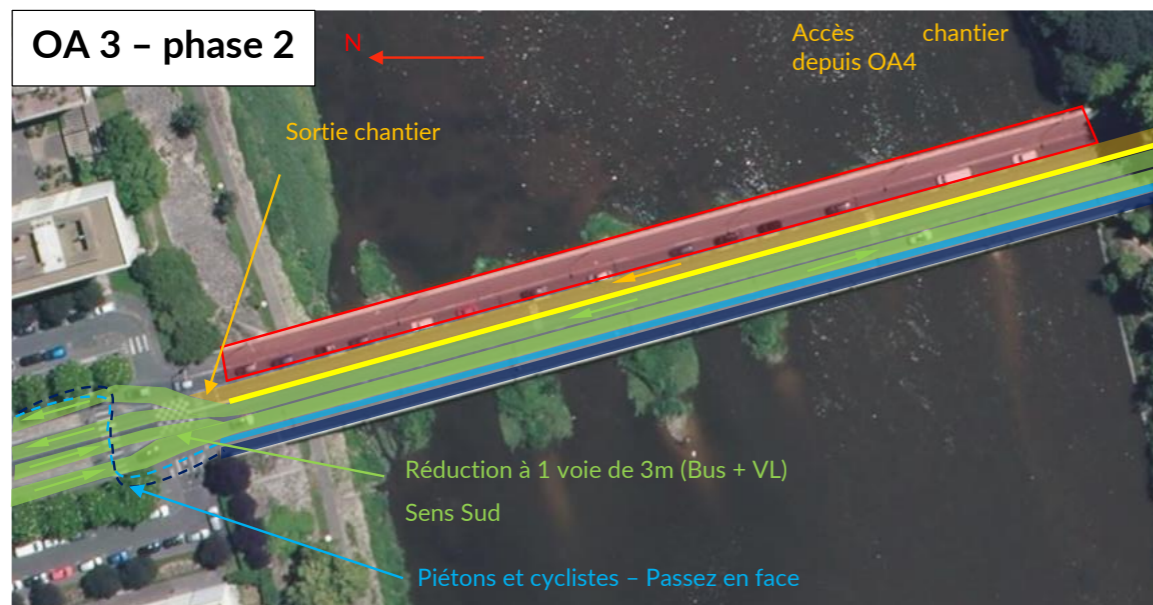 OA 3 – phase 2
N
Accès chantier
depuis OA4
Sortie chantier
Réduction à 1 voie de 3m (Bus + VL)
Sens Sud
Piétons et cyclistes – Passez en face